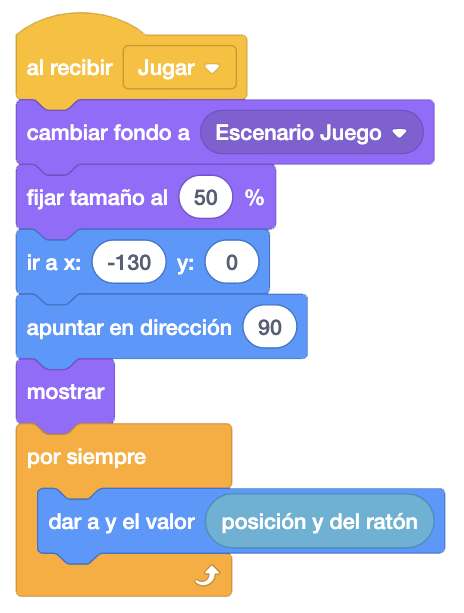 al recibir Jugar
cambiar fondo a Escenario Juego
fijar tamaño al 50 %
ir a x: -130 y: 0
apuntar en dirección 90
mostrar
por siempre
dar a y el valor posición y del ratón